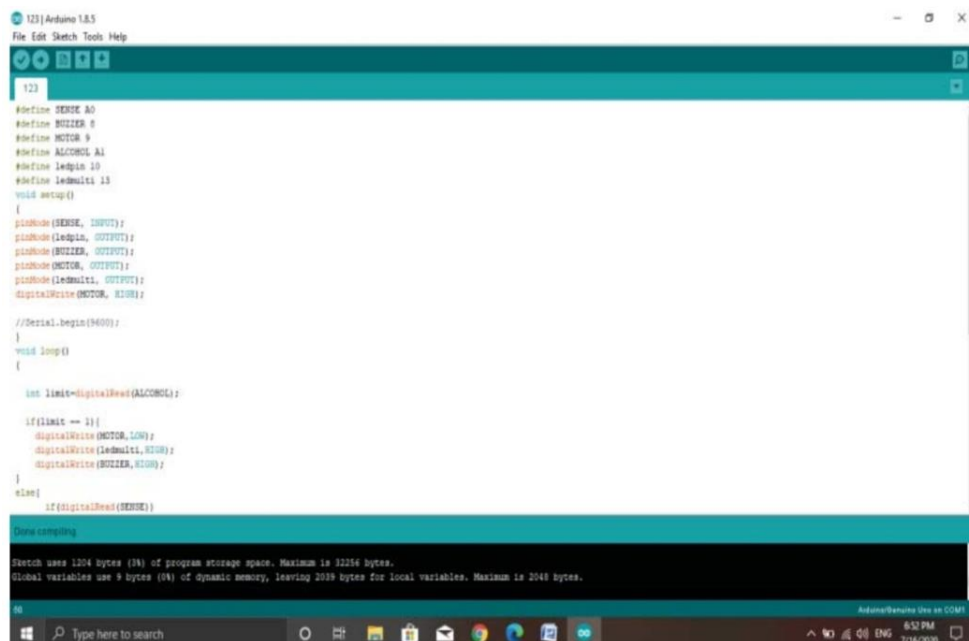 123 | Arduino 1.8.5
File Edit Sketch Tools Help
123
#define SENSE A0
#define BUZZER 8
#define MOTOR 9
#define ALCOHOL A1
#define ledpin 10
#define ledmulti 13
void setup()
{
pinMode(SENSE, INPUT);
pinMode(ledpin, OUTPUT);
pinMode(BUZZER, OUTPUT);
pinMode(MOTOR, OUTPUT);
pinMode(ledmulti, OUTPUT);
digitalWrite(MOTOR, HIGH);
//Serial.begin(9600);
}
void loop()
{
int limit=digitalRead(ALCOHOL);
if(limit == 1){
digitalWrite(MOTOR,LOW);
digitalWrite(ledmulti,HIGH);
digitalWrite(BUZZER,HIGH);
}
else{
if(digitalRead(SENSE))
Done compiling
Sketch uses 1204 bytes (3%) of program storage space. Maximum is 32256 bytes.
Global variables use 9 bytes (0%) of dynamic memory, leaving 2039 bytes for local variables. Maximum is 2048 bytes.
Arduino/Genuino Uno on COM1
Type here to search
ENG
6:52 PM